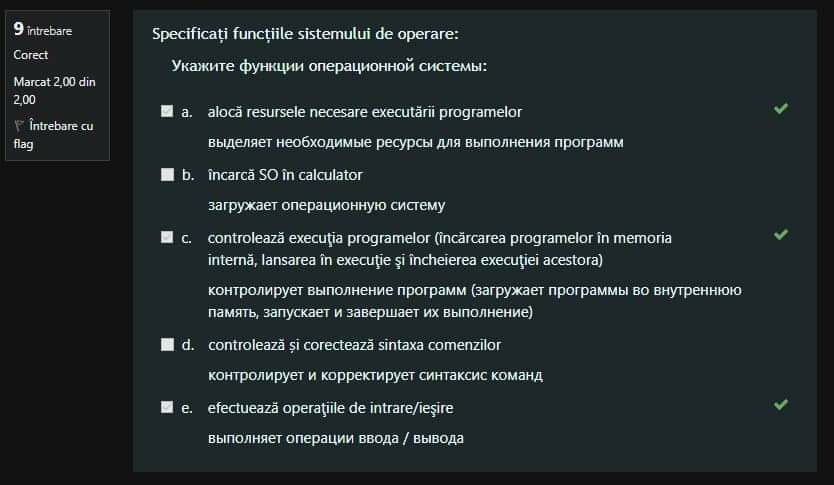 9 întrebare
Corect
Marcat 2,00 din
2,00
Întrebare cu
flag
Specificați funcțiile sistemului de operare:
Укажите функции операционной системы:
a. alocă resursele necesare executării programelor
выделяет необходимые ресурсы для выполнения программ
b. încarcă SO în calculator
загружает операционную систему
c. controlează execuţia programelor (încărcarea programelor în memoria
internă, lansarea în execuţie şi încheierea execuţiei acestora)
контролирует выполнение программ (загружает программы во внутреннюю
память, запускает и завершает их выполнение)
d. controlează și corectează sintaxa comenzilor
контролирует и корректирует синтаксис команд
e. efectuează operaţiile de intrare/ieşire
выполняет операции ввода / вывода